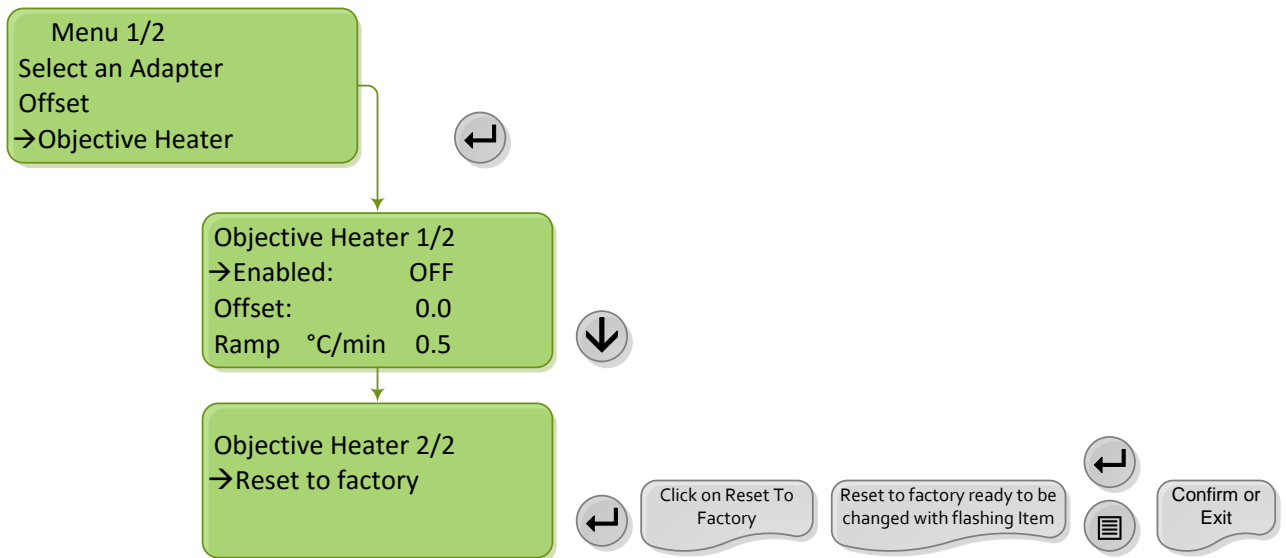 Menu 1/2
Select an Adapter
Offset
→Objective Heater
Objective Heater 1/2
→Enabled: OFF
Offset: 0.0
Ramp °C/min 0.5
Objective Heater 2/2
→Reset to factory
Click on Reset To
Factory
Reset to factory ready to be
changed with flashing Item
Confirm or
Exit